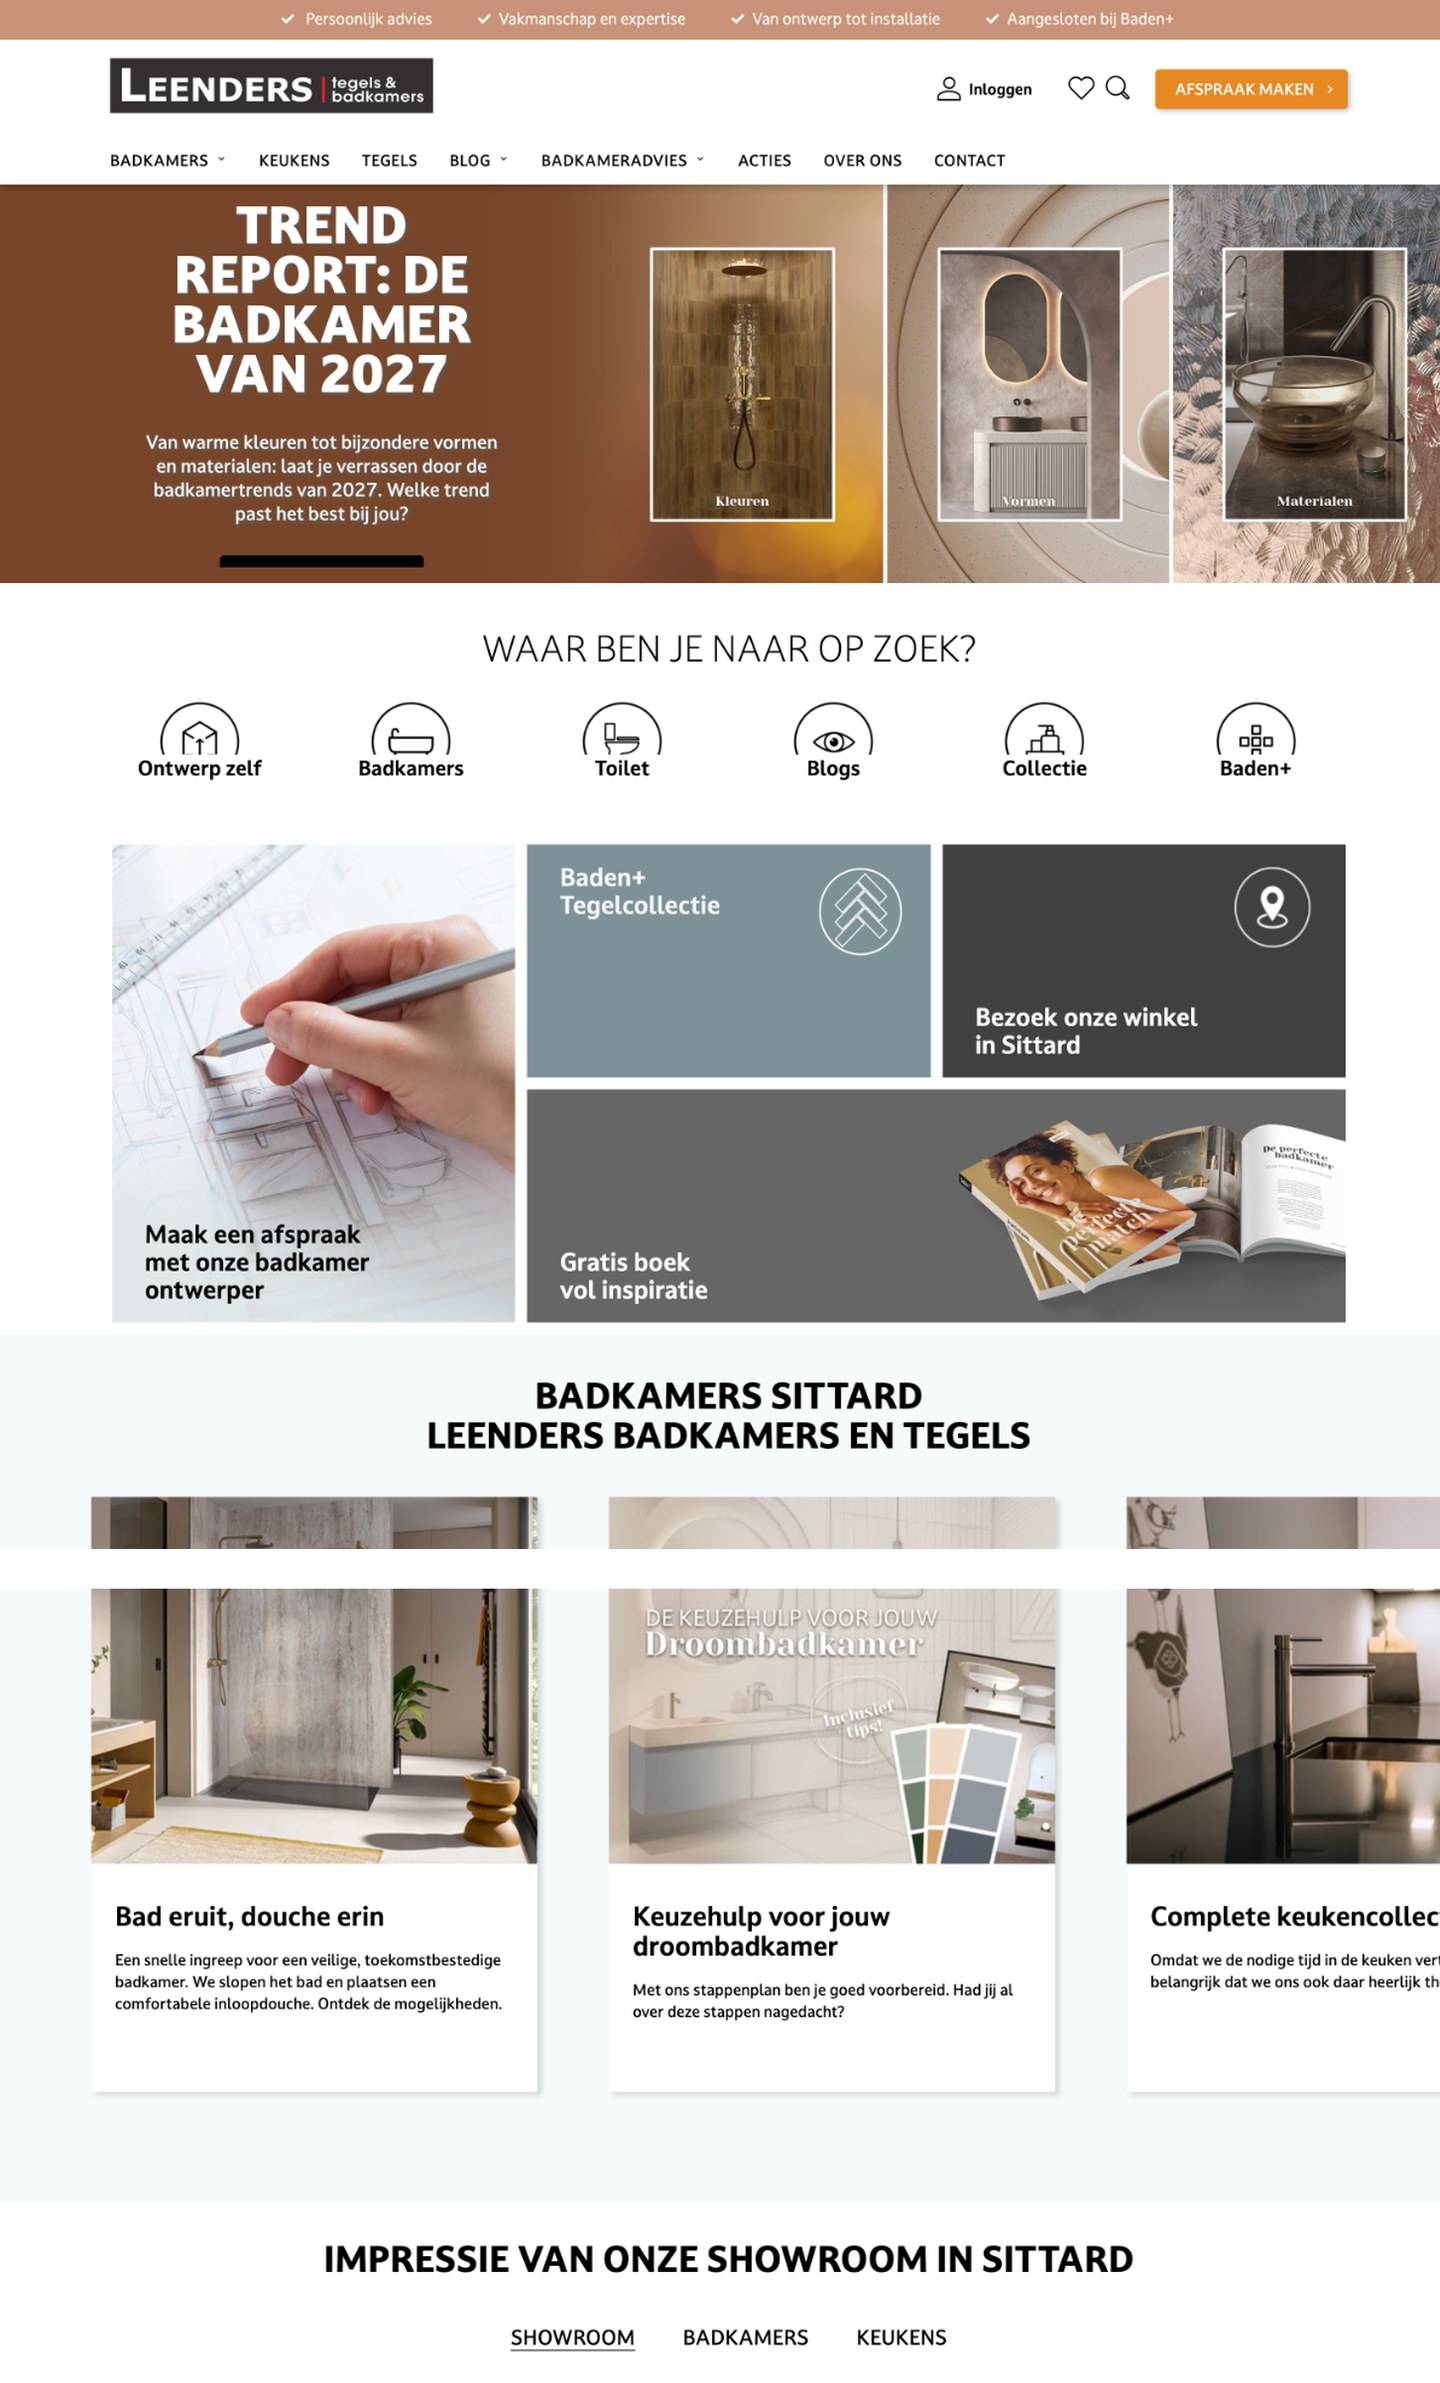 Persoonlijk advies
Vakmanschap en expertise
Van ontwerp tot installatie
Aangesloten bij Baden+
LEENDERS tegels &
badkamers
Inloggen
AFSPRAAK MAKEN
BADKAMERS
KEUKENS
TEGELS
BLOG
BADKAMERADVIES
ACTIES
OVER ONS
CONTACT
TREND
REPORT: DE
BADKAMER
VAN 2027
Van warme kleuren tot bijzondere vormen
en materialen: laat je verrassen door de
badkamertrends van 2027. Welke trend
past het best bij jou?
Kleuren
Vormen
Materialen
WAAR BEN JE NAAR OP ZOEK?
Ontwerp zelf
Badkamers
Toilet
Blogs
Collectie
Baden+
Maak een afspraak
met onze badkamer
ontwerper
Baden+
Tegelcollectie
Bezoek onze winkel
in Sittard
Gratis boek
vol inspiratie
De perfecte
match
De perfecte
badkamer
BADKAMERS SITTARD
LEENDERS BADKAMERS EN TEGELS
Bad eruit, douche erin
Een snelle ingreep voor een veilige, toekomstbestedige
badkamer. We slopen het bad en plaatsen een
comfortabele inloopdouche. Ontdek de mogelijkheden.
DE KEUZEHULP VOOR JOUW
Droombadkamer
Inclusief
tips!
Keuzehulp voor jouw
droombadkamer
Met ons stappenplan ben je goed voorbereid. Had jij al
over deze stappen nagedacht?
Complete keukencollec
Omdat we de nodige tijd in de keuken ver
belangrijk dat we ons ook daar heerlijk th
IMPRESSIE VAN ONZE SHOWROOM IN SITTARD
SHOWROOM
BADKAMERS
KEUKENS